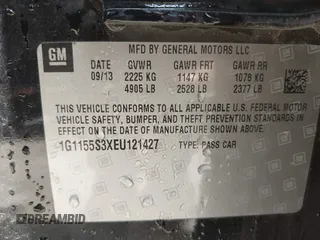 GM
MFD BY GENERAL MOTORS LLC
DATE GVWR GAWR FRT GAWR RR
09/13 2225 KG 1147 KG 1078 KG
4905 LB 2528 LB 2377 LB
THIS VEHICLE CONFORMS TO ALL APPLICABLE U.S. FEDERAL MOTOR
VEHICLE SAFETY, BUMPER, AND THEFT PREVENTION STANDARDS IN
EFFECT ON THE DATE OF MANUFACTURE SHOWN ABOVE.
1G1155S3XEU121427 TYPE: PASS CAR
DREAMBID